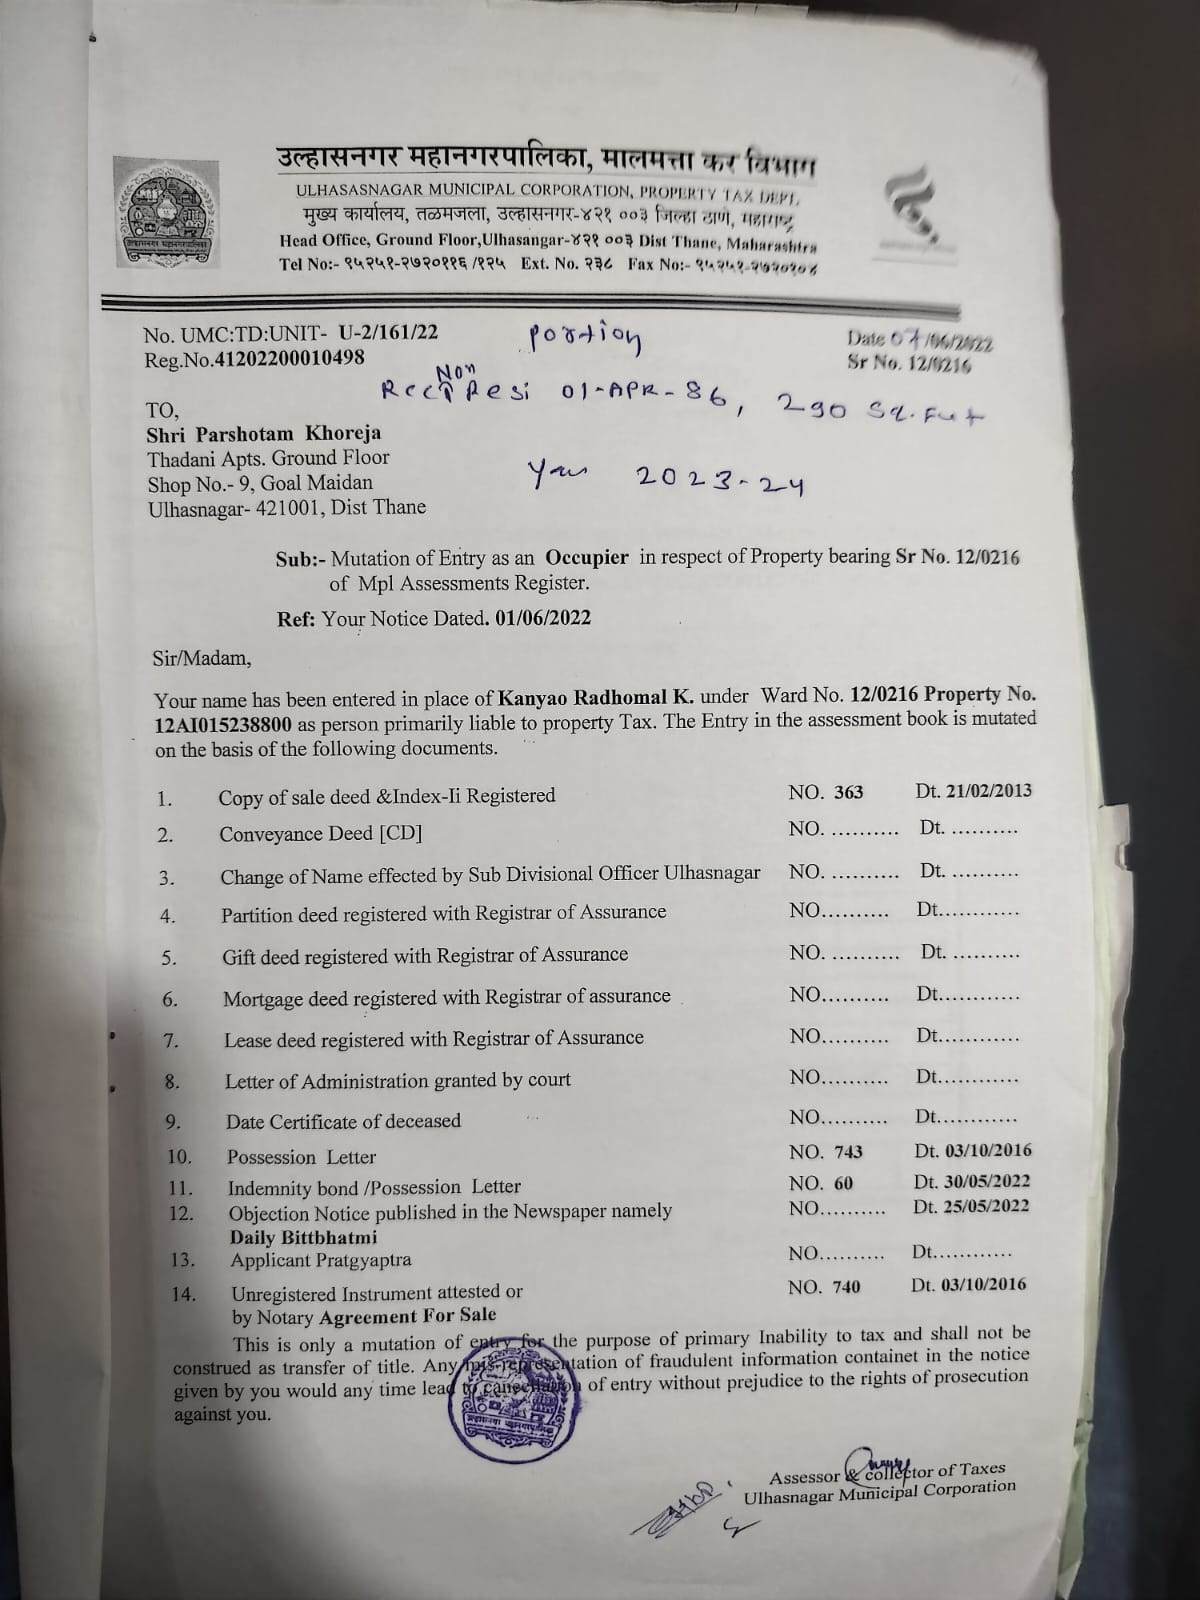 उल्हासनगर महानगरपालिका, मालमत्ता कर विभाग
ULHASASNAGAR MUNICIPAL CORPORATION, PROPERTY TAX DEPT,
मुख्य कार्यालय, तळमजला, उल्हासनगर-४२१ ००३ जिल्हा ठाणे, महाराष्ट्र
Head Office, Ground Floor,Ulhasangar-४२१ ००३ Dist Thane, Maharashtra
Tel No:- ९५२५१-२७२०११६ /१२५ Ext. No. २३८ Fax No:- ९५२५१-२७२०१०४
No. UMC:TD:UNIT- U-2/161/22
portion
Date 07/06/2022
Reg.No.41202200010498
Sr No. 12/0216
Non
Rcc Resi 01-APR-86, 290 sq.Feet
TO,
Shri Parshotam Khoreja
Thadani Apts. Ground Floor
Shop No.- 9, Goal Maidan
Year 2023-24
Ulhasnagar- 421001, Dist Thane
Sub:- Mutation of Entry as an Occupier in respect of Property bearing Sr No. 12/0216
of Mpl Assessments Register.
Ref: Your Notice Dated. 01/06/2022
Sir/Madam,
Your name has been entered in place of Kanyao Radhomal K. under Ward No. 12/0216 Property No.
12AI015238800 as person primarily liable to property Tax. The Entry in the assessment book is mutated
on the basis of the following documents.
1. Copy of sale deed &Index-Ii Registered NO. 363 Dt. 21/02/2013
2. Conveyance Deed [CD] NO. .......... Dt. ..........
3. Change of Name effected by Sub Divisional Officer Ulhasnagar NO. .......... Dt. ..........
4. Partition deed registered with Registrar of Assurance NO.......... Dt............
5. Gift deed registered with Registrar of Assurance NO. .......... Dt. ..........
6. Mortgage deed registered with Registrar of assurance NO.......... Dt............
7. Lease deed registered with Registrar of Assurance NO.......... Dt............
8. Letter of Administration granted by court NO.......... Dt............
9. Date Certificate of deceased NO.......... Dt............
10. Possession Letter NO. 743 Dt. 03/10/2016
11. Indemnity bond /Possession Letter NO. 60 Dt. 30/05/2022
12. Objection Notice published in the Newspaper namely NO.......... Dt. 25/05/2022
Daily Bittbhatmi
13. Applicant Pratgyaptra NO.......... Dt............
14. Unregistered Instrument attested or NO. 740 Dt. 03/10/2016
by Notary Agreement For Sale
This is only a mutation of entry for the purpose of primary Inability to tax and shall not be
construed as transfer of title. Any mis-representation of fraudulent information containet in the notice
given by you would any time lead to cancellation of entry without prejudice to the rights of prosecution
against you.
Assessor & collector of Taxes
Ulhasnagar Municipal Corporation